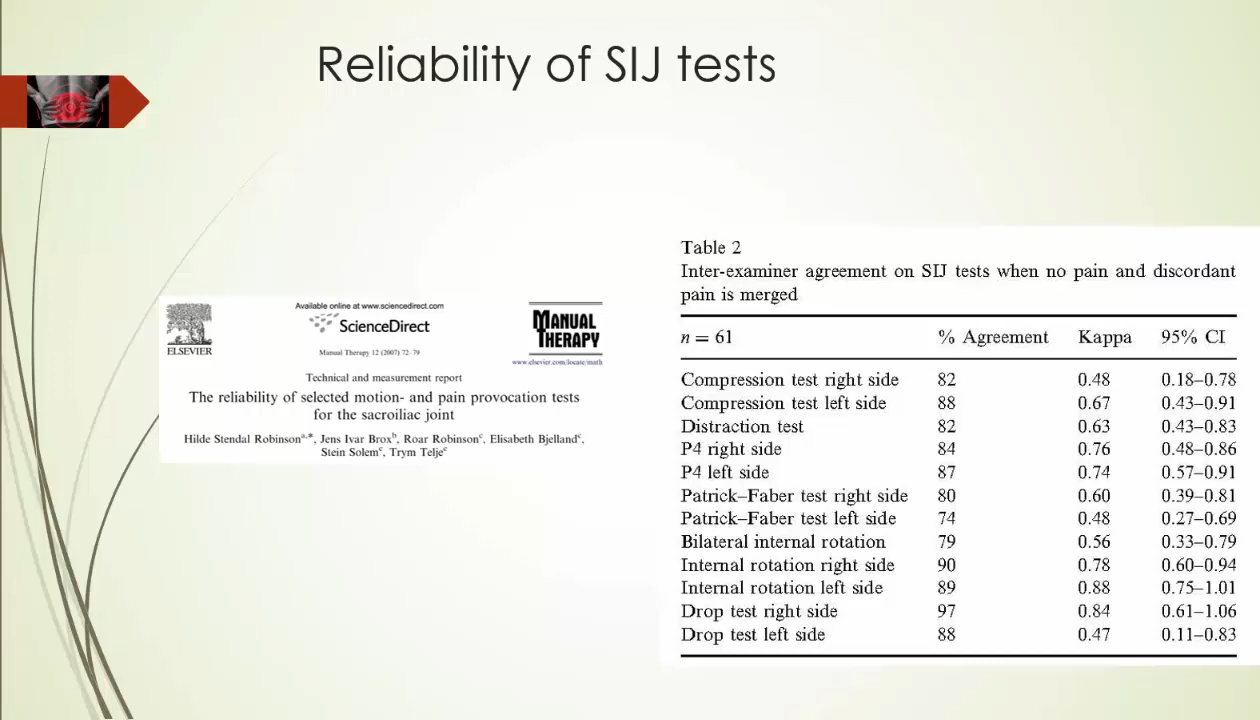 Reliability of SIJ tests
Available online at www.sciencedirect.com
ScienceDirect
ELSEVIER
Manual Therapy 12 (2007) 72–79
MANUAL
THERAPY
www.elsevier.com/locate/math
Technical and measurement report
The reliability of selected motion- and pain provocation tests
for the sacroiliac joint
Hilde Stendal Robinsona,*, Jens Ivar Broxb, Roar Robinsonc, Elisabeth Bjellandc,
Stein Solemc, Trym Teljec
Table 2
Inter-examiner agreement on SIJ tests when no pain and discordant
pain is merged
n = 61 % Agreement Kappa 95% CI
Compression test right side 82 0.48 0.18–0.78
Compression test left side 88 0.67 0.43–0.91
Distraction test 82 0.63 0.43–0.83
P4 right side 84 0.76 0.48–0.86
P4 left side 87 0.74 0.57–0.91
Patrick–Faber test right side 80 0.60 0.39–0.81
Patrick–Faber test left side 74 0.48 0.27–0.69
Bilateral internal rotation 79 0.56 0.33–0.79
Internal rotation right side 90 0.78 0.60–0.94
Internal rotation left side 89 0.88 0.75–1.01
Drop test right side 97 0.84 0.61–1.06
Drop test left side 88 0.47 0.11–0.83